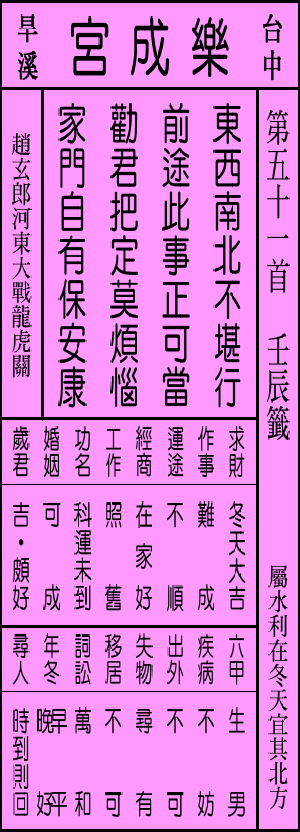 台中
樂成宮
旱溪
第五十一首 壬辰籤
屬水利在冬天宜其北方
東西南北不堪行
前途此事正可當
勸君把定莫煩惱
家門自有保安康
趙玄郎河東大戰龍虎關
求財
冬天大吉
作事
難成
運途
不順
經商
在家好
工作
照舊
功名
科運未到
婚姻
可成
歲君
吉·頗好
六甲
生男
疾病
不妨
出外
不可
失物
尋有
移居
不可
詞訟
萬和
年冬
早平
晚好
尋人
時到則回